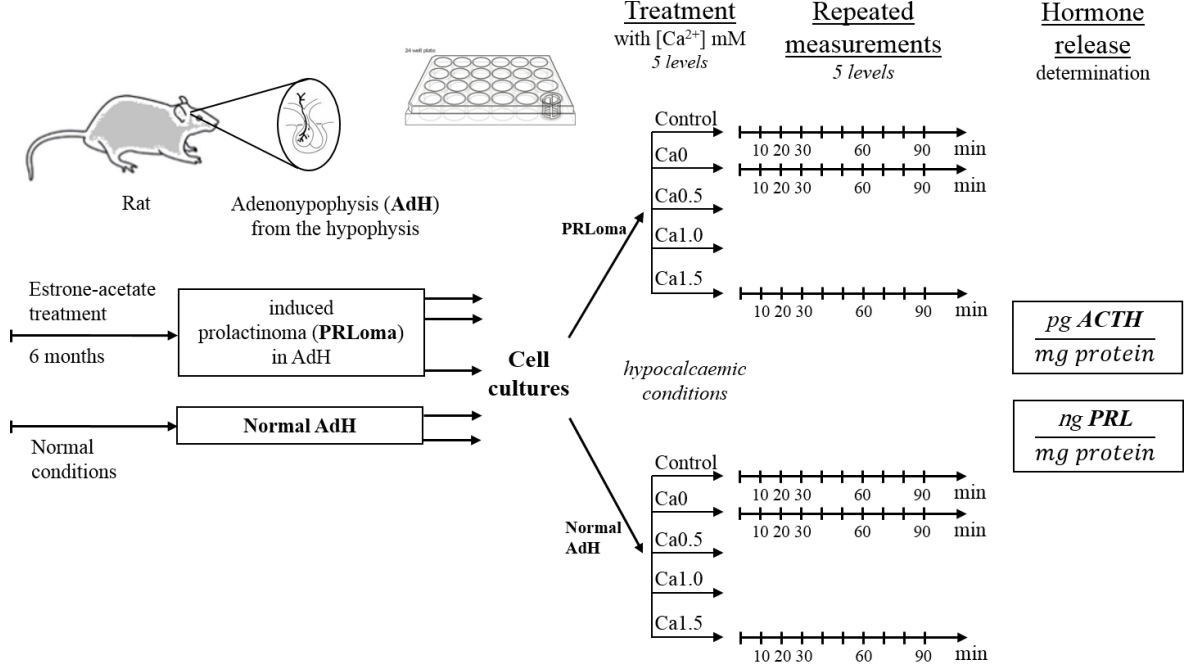 24 well plate
Rat
Adenonypophysis (AdH)
from the hypophysis
Estrone-acetate
treatment
6 months
induced
prolactinoma (PRLoma)
in AdH
Normal AdH
Normal
conditions
Cell
cultures
PRLoma
Normal
AdH
Treatment
with [Ca²⁺] mM
5 levels
Control
Ca0
Ca0.5
Ca1.0
Ca1.5
hypocalcaemic
conditions
Control
Ca0
Ca0.5
Ca1.0
Ca1.5
Repeated
measurements
5 levels
10 20 30 60 90 min
10 20 30 60 90 min
10 20 30 60 90 min
10 20 30 60 90 min
10 20 30 60 90 min
10 20 30 60 90 min
Hormone
release
determination
pg ACTH
mg protein
ng PRL
mg protein